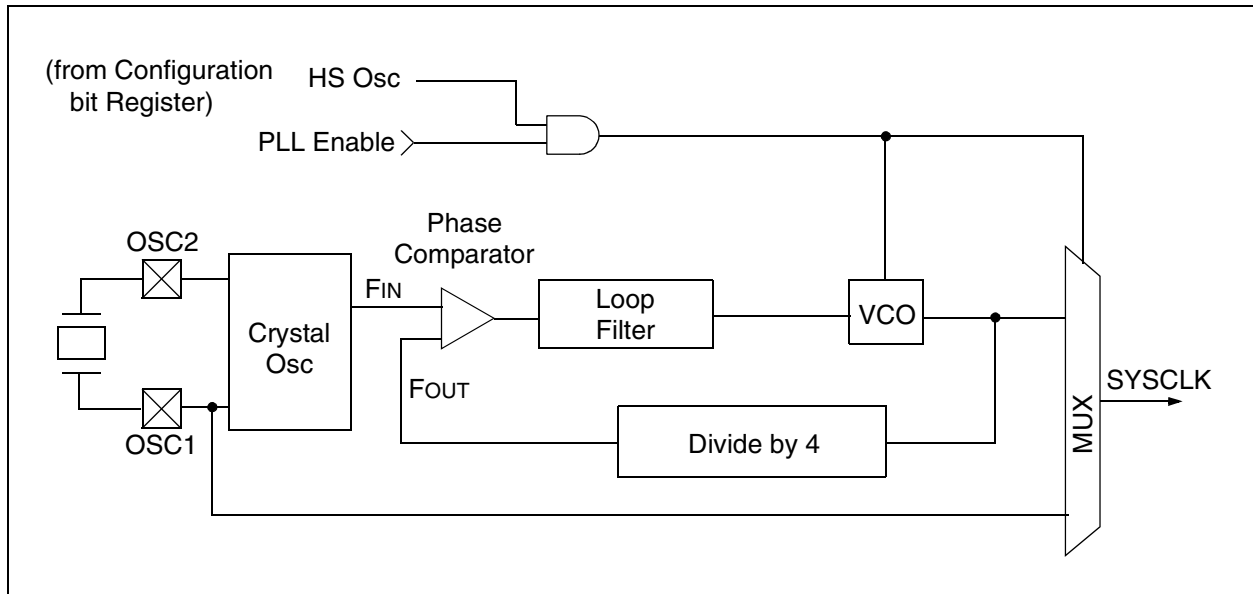 (from Configuration
bit Register)
HS Osc
PLL Enable
Phase
Comparator
OSC2
FIN
Crystal
Osc
Loop
Filter
VCO
FOUT
SYSCLK
MUX
OSC1
Divide by 4